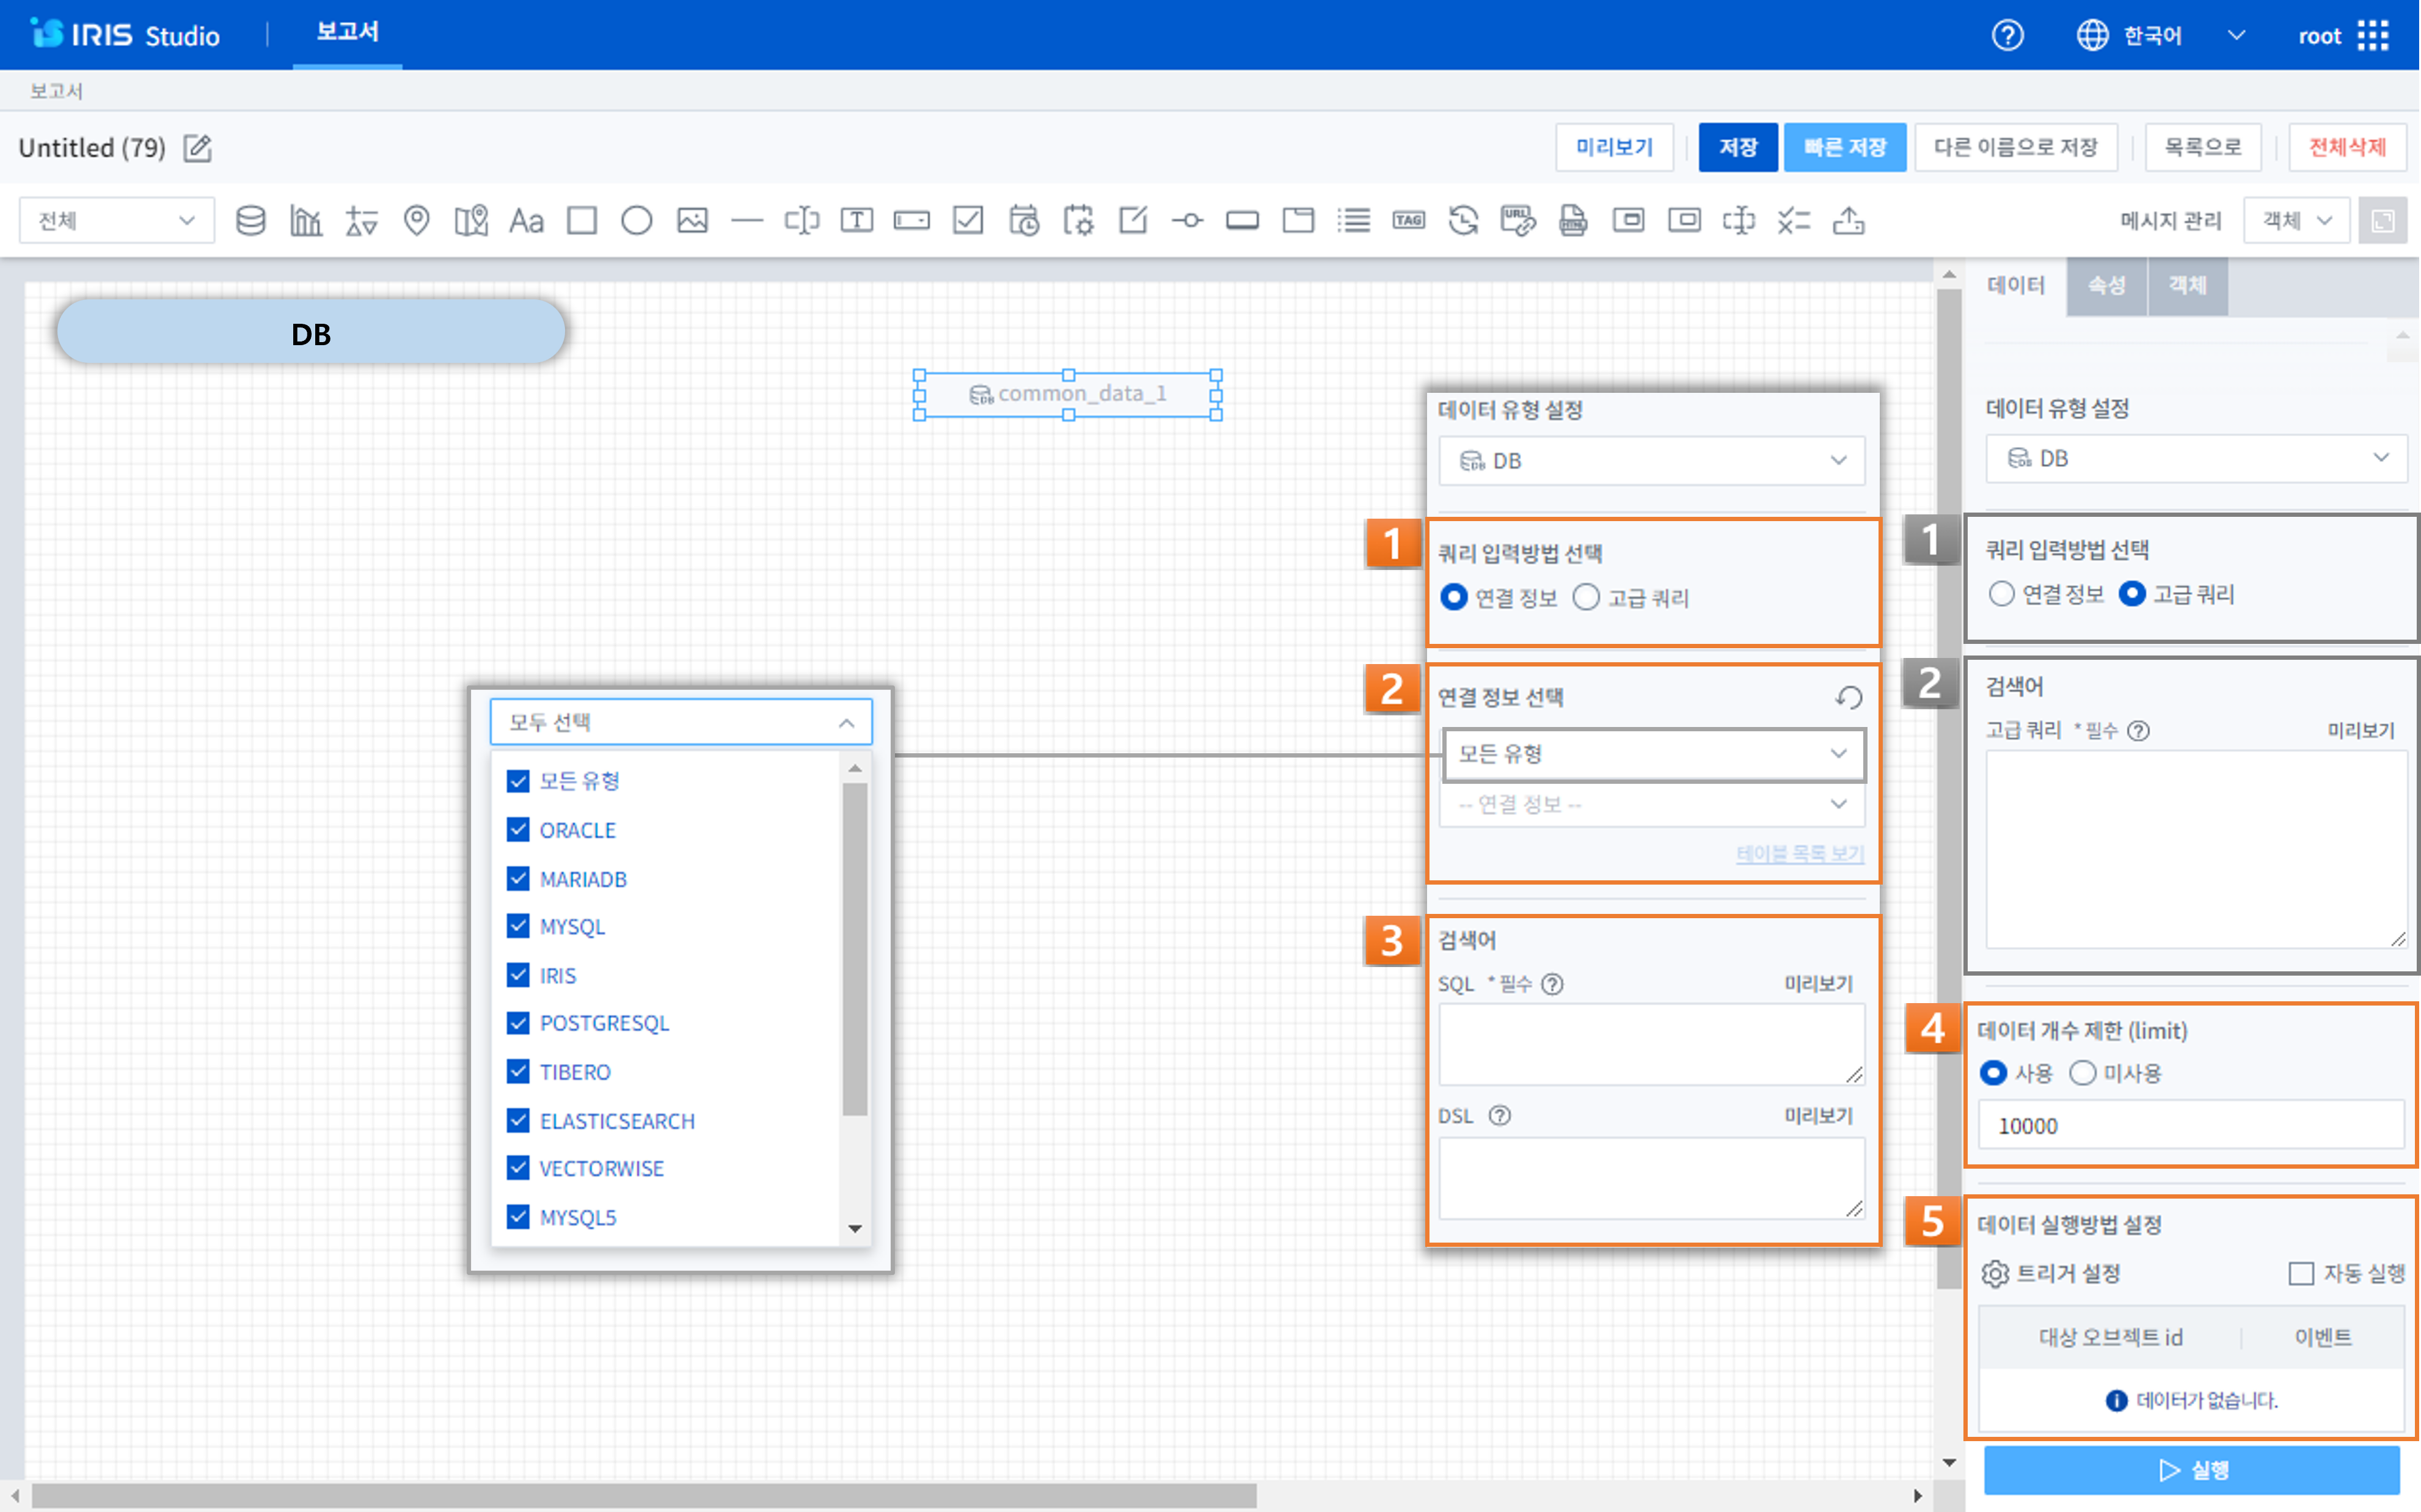 IRIS Studio
보고서
한국어
root
보고서
Untitled (79)
미리보기
저장
빠른 저장
다른 이름으로 저장
목록으로
전체삭제
전체
Aa
T
TAG
URL
HTML
메시지 관리
객체
DB
common_data_1
모두 선택
모든 유형
ORACLE
MARIADB
MYSQL
IRIS
POSTGRESQL
TIBERO
ELASTICSEARCH
VECTORWISE
MYSQL5
데이터 유형 설정
DB
1
쿼리 입력방법 선택
연결 정보 고급 쿼리
2
연결 정보 선택
모든 유형
-- 연결 정보 --
테이블 목록 보기
3
검색어
SQL * 필수 미리보기
DSL 미리보기
데이터 속성 객체
데이터 유형 설정
DB
1
쿼리 입력방법 선택
연결 정보 고급 쿼리
2
검색어
고급 쿼리 * 필수 미리보기
4
데이터 개수 제한 (limit)
사용 미사용
10000
5
데이터 실행방법 설정
트리거 설정 자동 실행
대상 오브젝트 id 이벤트
데이터가 없습니다.
실행